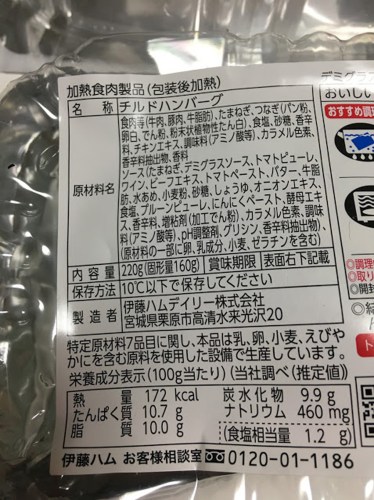 加熱食肉製品(包装後加熱)
名　称 チルドハンバーグ
原材料名
食肉等(牛肉、豚肉、牛脂肪)、たまねぎ、つなぎ(パン粉、
卵白、でん粉、粉末状植物性たん白)、食塩、砂糖、香辛
料、チキンエキス、調味料(アミノ酸等)、カラメル色素、
香辛料抽出物、香料
ソース(たまねぎ、デミグラスソース、トマトピューレ、
ワイン、ビーフエキス、トマトペースト、バター、牛脂
肪、水あめ、小麦粉、砂糖、しょうゆ、オニオンエキス、
食塩、プルーンピューレ、にんにくペースト、酵母エキ
ス、香辛料、増粘剤(加工でん粉)、カラメル色素、調味
料(アミノ酸等)、pH調整剤、グリシン、香辛料抽出物)、
(原材料の一部に卵、乳成分、小麦、ゼラチンを含む)
内 容 量 220g(固形量160g) 賞味期限 表面右下記載
保存方法 10℃以下で保存してください
製 造 者 伊藤ハムデイリー株式会社
宮城県栗原市高清水来光沢20
特定原材料7品目に関し、本品は乳、卵、小麦、えびや
かにを含む原料を使用した設備で生産しています。
栄養成分表示(100g当たり) (当社調べ(推定値))
熱　量 172 kcal 炭水化物 9.9 g
たんぱく質 10.7 g ナトリウム 460 mg
脂　質 10.0 g (食塩相当量 1.2 g)
伊藤ハム お客様相談室 0120-01-1186
デミグラ
おいしい
おすすめ調